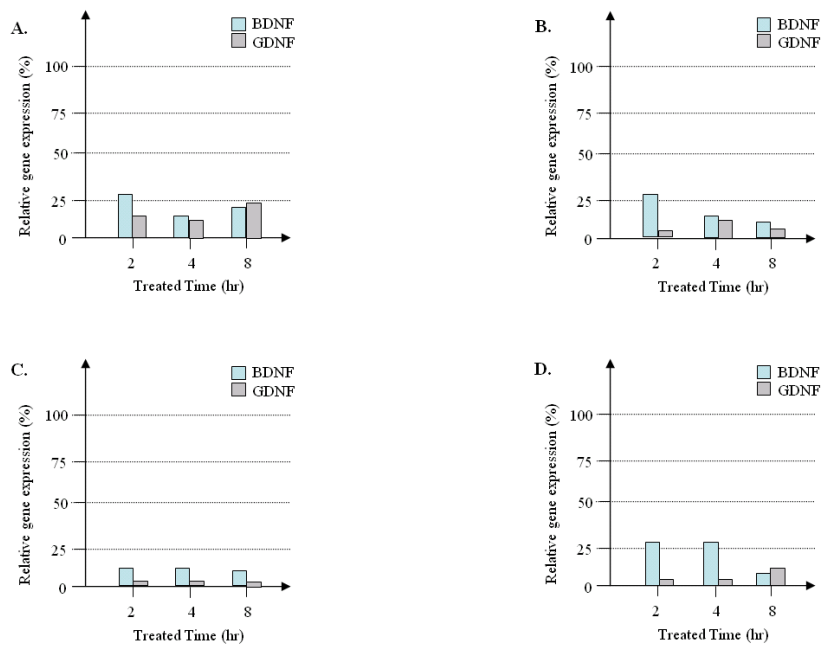 A.
BDNF
GDNF
Relative gene expression (%)
100
75
50
25
0
2 4 8
Treated Time (hr)
B.
BDNF
GDNF
Relative gene expression (%)
100
75
50
25
0
2 4 8
Treated Time (hr)
C.
BDNF
GDNF
Relative gene expression (%)
100
75
50
25
0
2 4 8
Treated Time (hr)
D.
BDNF
GDNF
Relative gene expression (%)
100
75
50
25
0
2 4 8
Treated Time (hr)